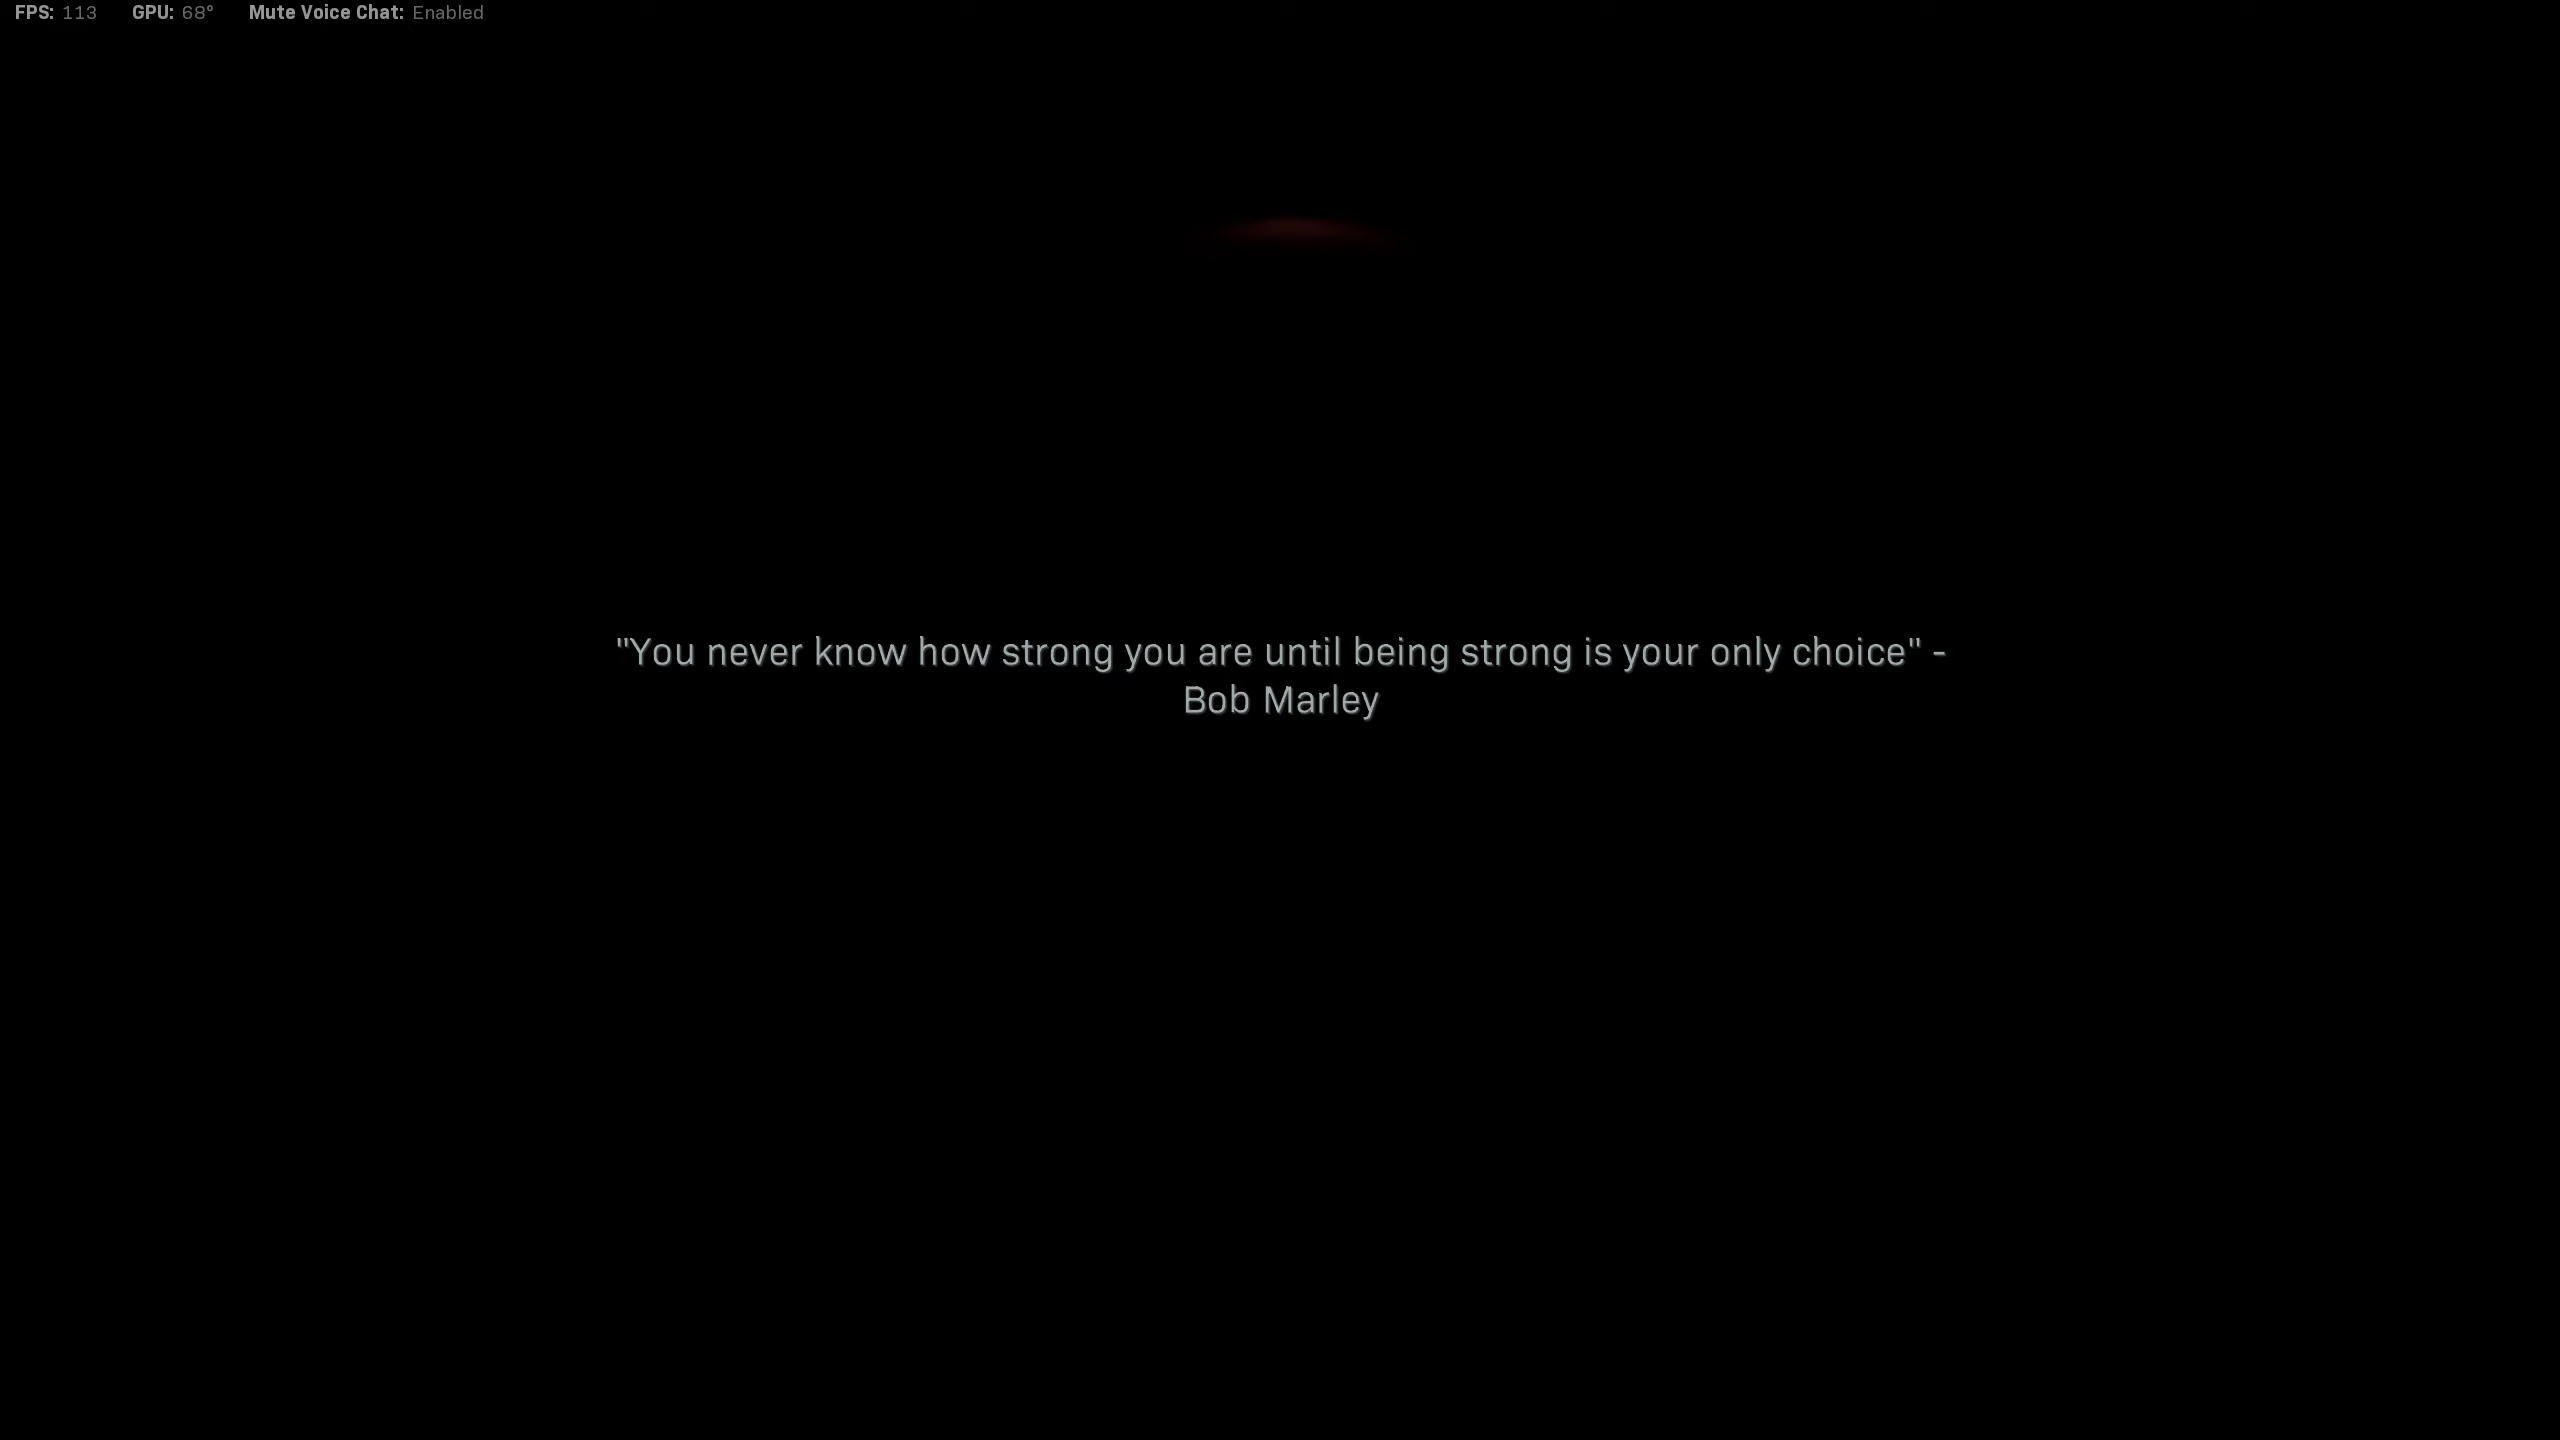 FPS: 113 GPU: 68° Mute Voice Chat: Enabled
"You never know how strong you are until being strong is your only choice" -
Bob Marley